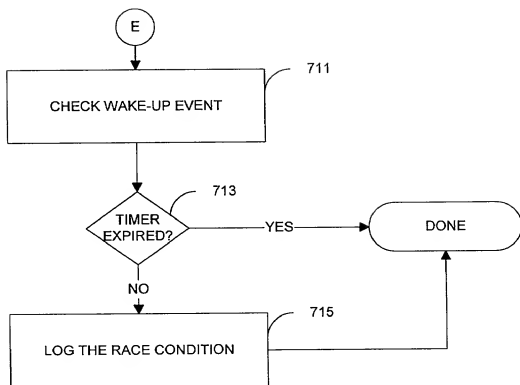 E
711
CHECK WAKE-UP EVENT
713
TIMER
EXPIRED?
YES
DONE
NO
715
LOG THE RACE CONDITION